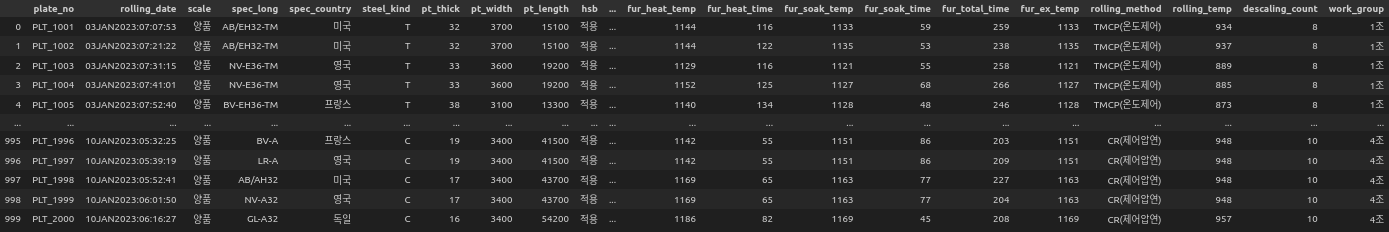 plate_no rolling_date scale spec_long spec_country steel_kind pt_thick pt_width pt_length hsb ... fur_heat_temp fur_heat_time fur_soak_temp fur_soak_time fur_total_time fur_ex_temp rolling_method rolling_temp descaling_count work_group
0 PLT_1001 03JAN2023:07:07:53 양품 AB/EH32-TM 미국 T 32 3700 15100 적용 ... 1144 116 1133 59 259 1133 TMCP(온도제어) 934 8 1조
1 PLT_1002 03JAN2023:07:21:22 양품 AB/EH32-TM 미국 T 32 3700 15100 적용 ... 1144 122 1135 53 238 1135 TMCP(온도제어) 937 8 1조
2 PLT_1003 03JAN2023:07:31:15 양품 NV-E36-TM 영국 T 33 3600 19200 적용 ... 1129 116 1121 55 258 1121 TMCP(온도제어) 889 8 1조
3 PLT_1004 03JAN2023:07:41:01 양품 NV-E36-TM 영국 T 33 3600 19200 적용 ... 1152 125 1127 68 266 1127 TMCP(온도제어) 885 8 1조
4 PLT_1005 03JAN2023:07:52:40 양품 BV-EH36-TM 프랑스 T 38 3100 13300 적용 ... 1140 134 1128 48 246 1128 TMCP(온도제어) 873 8 1조
... ... ... ... ... ... ... ... ... ... ... ... ... ... ... ... ... ... ... ... ... ...
995 PLT_1996 10JAN2023:05:32:25 양품 BV-A 프랑스 C 19 3400 41500 적용 ... 1142 55 1151 86 203 1151 CR(제어압연) 948 10 4조
996 PLT_1997 10JAN2023:05:39:19 양품 LR-A 영국 C 19 3400 41500 적용 ... 1142 55 1151 86 209 1151 CR(제어압연) 948 10 4조
997 PLT_1998 10JAN2023:05:52:41 양품 AB/AH32 미국 C 17 3400 43700 적용 ... 1169 65 1163 77 227 1163 CR(제어압연) 948 10 4조
998 PLT_1999 10JAN2023:06:01:50 양품 NV-A32 영국 C 17 3400 43700 적용 ... 1169 65 1163 77 204 1163 CR(제어압연) 948 10 4조
999 PLT_2000 10JAN2023:06:16:27 양품 GL-A32 독일 C 16 3400 54200 적용 ... 1186 82 1169 45 208 1169 CR(제어압연) 957 10 4조